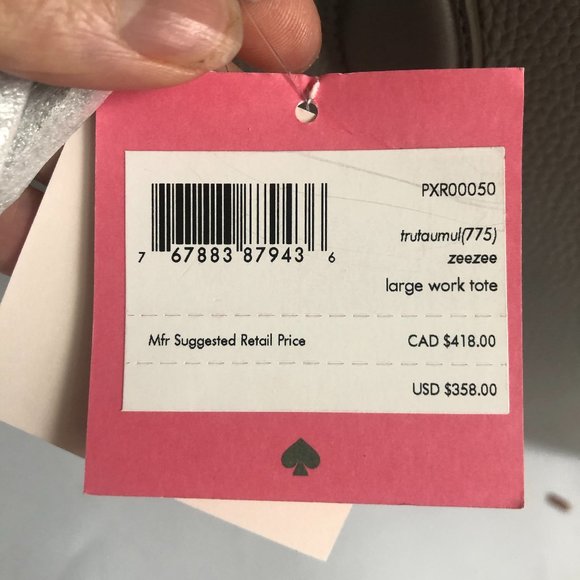 PXR00050
7 67883 87943 6
trutaumul(775)
zeezee
large work tote
Mfr Suggested Retail Price CAD $418.00
USD $358.00